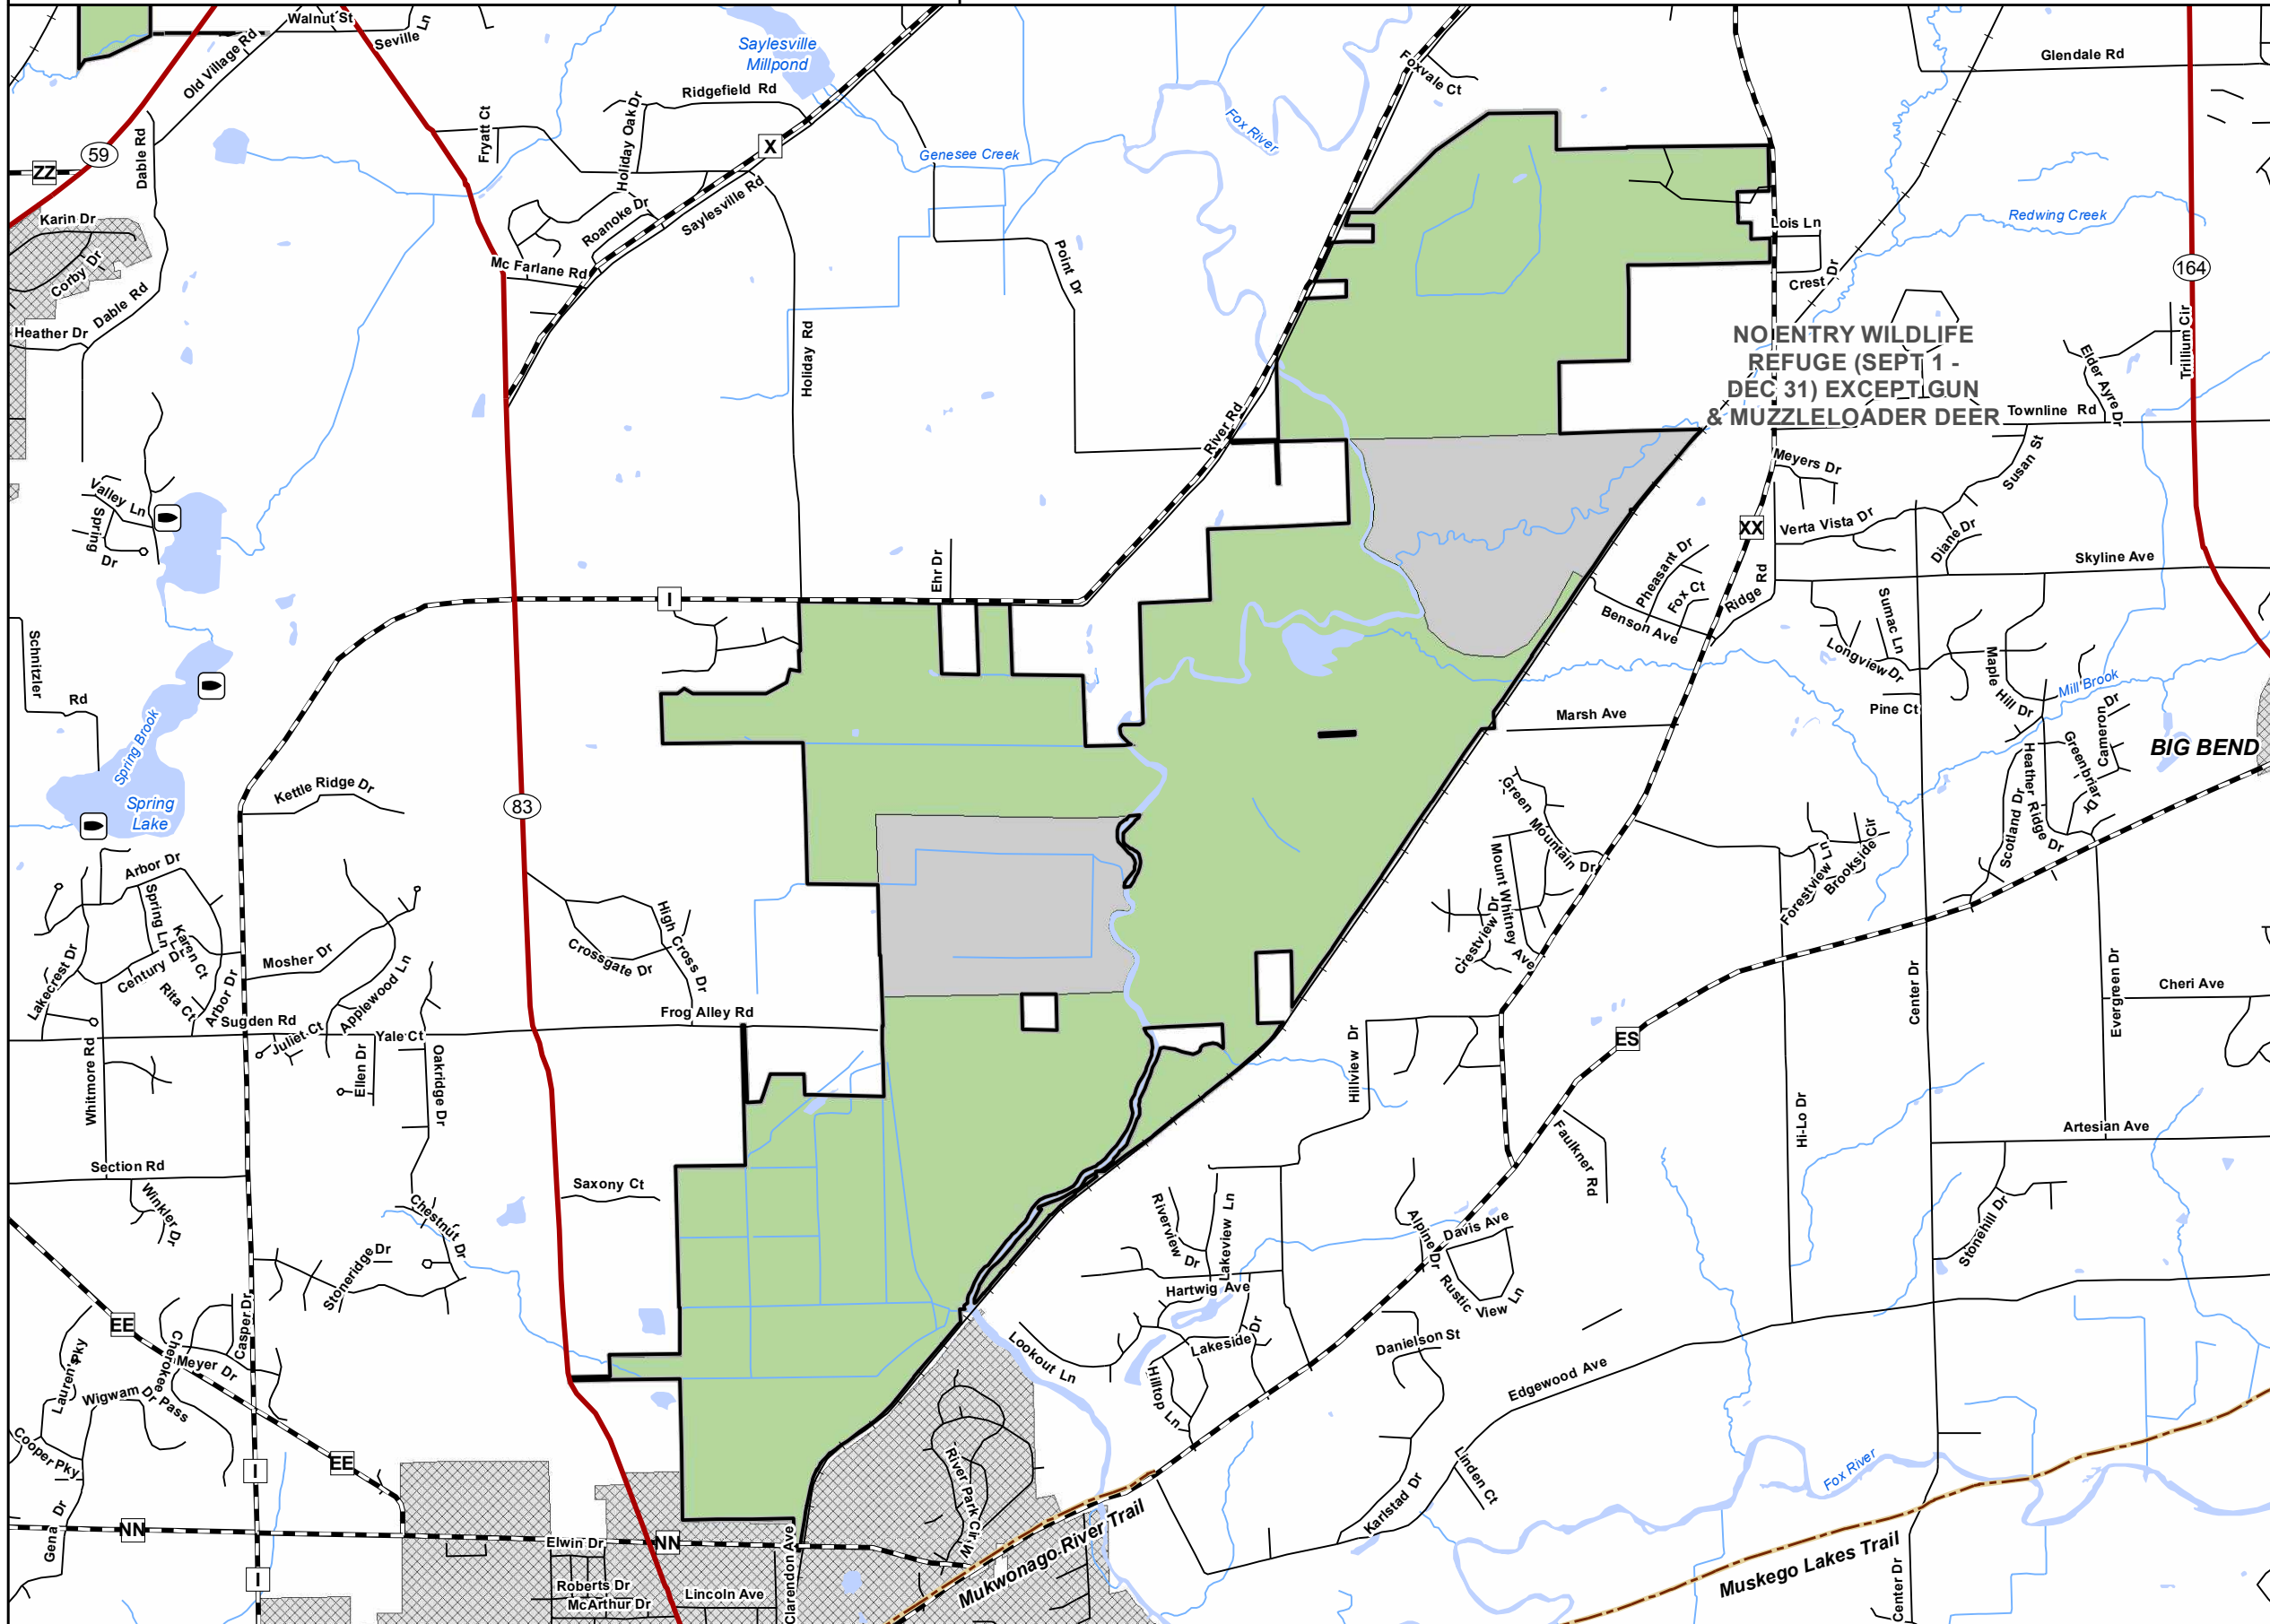 Walnut St
Seville Ln
Old Village Rd
Saylesville
Millpond
Foxvale Ct
Glendale Rd
Ridgefield Rd
Holiday Oak Dr
Fryatt Ct
Dable Rd
59
ZZ
X
Genesee Creek
Fox River
Karin Dr
Corby Dr
Roanoke Dr
Saylesville Rd
Mc Farlane Rd
Point Dr
Lois Ln
Redwing Creek
Crest Dr
164
Heather Dr
Dable Rd
Holiday Rd
Trillium Cir
Elder Ayre Dr
NO ENTRY WILDLIFE
REFUGE (SEPT 1 -
DEC 31) EXCEPT GUN
& MUZZLELOADER DEER
Townline Rd
River Rd
Meyers Dr
Susan St
Valley Ln
Spring
Dr
XX
Verta Vista Dr
Diane Dr
Skyline Ave
Ehr Dr
I
Pheasant Dr
Fox Ct
Ridge Rd
Benson Ave
Sumac Ln
Longview Dr
Maple
Hill Dr
Mill Brook
Pine Ct
Schnitzler
Rd
Marsh Ave
Cameron Dr
Greenbriar
Dr
Heather Ridge Dr
Scotland Dr
BIG BEND
Spring Brook
Spring
Lake
Kettle Ridge Dr
83
Green Mountain Dr
Mount Whitney Ave
Crestview Dr
Forestview Ln
Brookside Cir
Arbor Dr
Spring Ln
Karen Ct
Century Dr
Rita Ct
Arbor Dr
Lakecrest Dr
Mosher Dr
Applewood Ln
High Cross Dr
Crossgate Dr
Frog Alley Rd
Sugden Rd
Juliet Ct
Yale Ct
Ellen Dr
Oakridge Dr
Whitmore Rd
Center Dr
Evergreen Dr
Cheri Ave
ES
Hillview Dr
Hi-Lo Dr
Faulkner Rd
Artesian Ave
Section Rd
Winkler Dr
Saxony Ct
Chestnut Dr
Stoneridge Dr
Riverview Dr
Lakeview Ln
Alpine Dr
Davis Ave
Rustic
View Ln
Stonehill Dr
Hartwig Ave
EE
Casper Dr
Cherokee
Dr
Meyer Dr
Lauren's Pky
Wigwam
Pass
Lookout Ln
Lakeside Dr
Hilltop Ln
Danielson St
Edgewood Ave
Cooper Pky
EE
I
Gena Dr
NN
River Park Cir W
Linden Ct
Karlstad Dr
Fox River
Elwin Dr
NN
Clarendon Ave
Mukwonago River Trail
Muskego Lakes Trail
Center Dr
I
Roberts Dr
McArthur Dr
Lincoln Ave